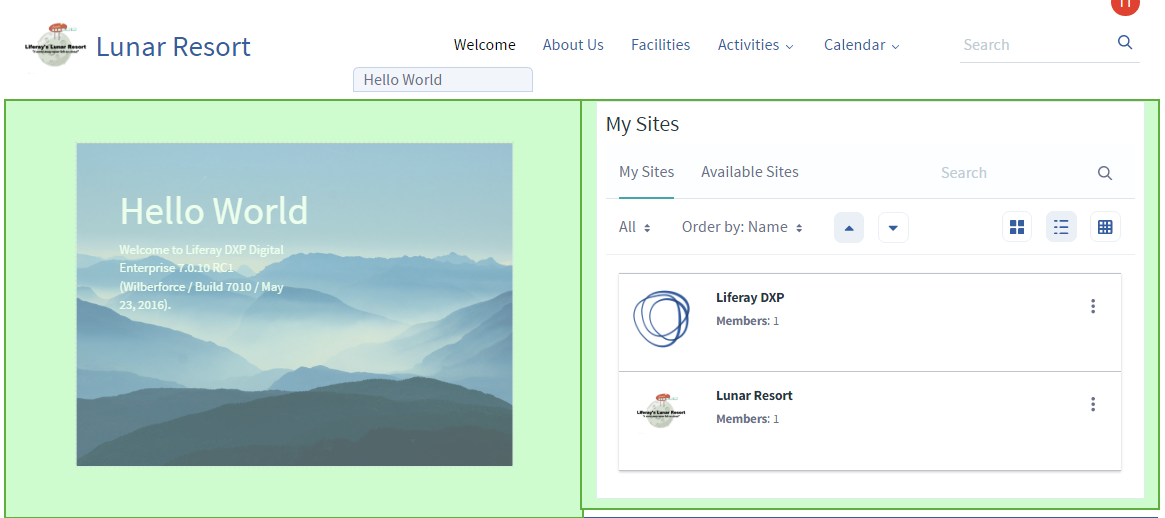 Liferay's Lunar Resort
Lunar Resort
Welcome
About Us
Facilities
Activities
Calendar
Search
Hello World
Hello World
Welcome to Liferay DXP Digital
Enterprise 7.0.10 RC1
(Wilberforce / Build 7010 / May
23, 2016).
My Sites
My Sites
Available Sites
Search
All
Order by: Name
Liferay DXP
Members: 1
Liferay's Lunar Resort
Lunar Resort
Members: 1